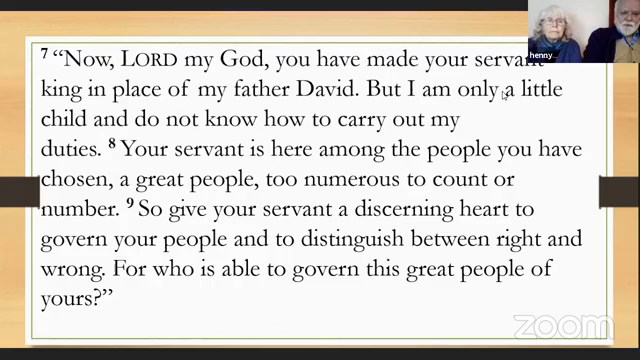 ⁷ “Now, LORD my God, you have made your servant
king in place of my father David. But I am only a little
child and do not know how to carry out my
duties. ⁸ Your servant is here among the people you have
chosen, a great people, too numerous to count or
number. ⁹ So give your servant a discerning heart to
govern your people and to distinguish between right and
wrong. For who is able to govern this great people of
yours?”
henny
zoom